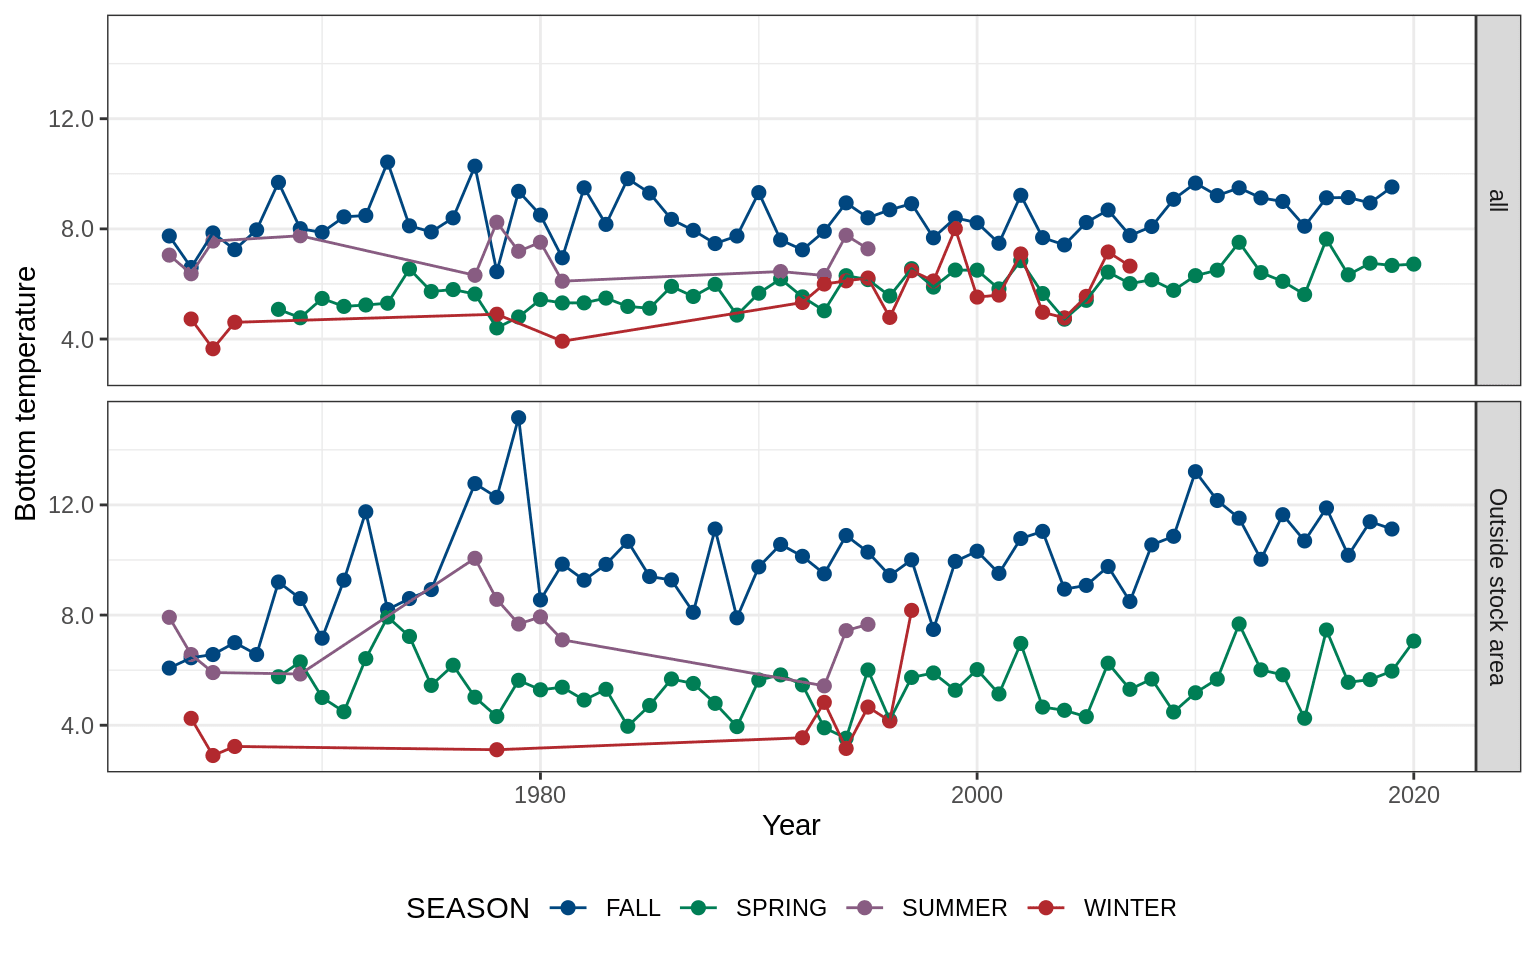 12.0
8.0
4.0
all
Bottom temperature
12.0
8.0
4.0
Outside stock area
1980 2000 2020
Year
SEASON FALL SPRING SUMMER WINTER